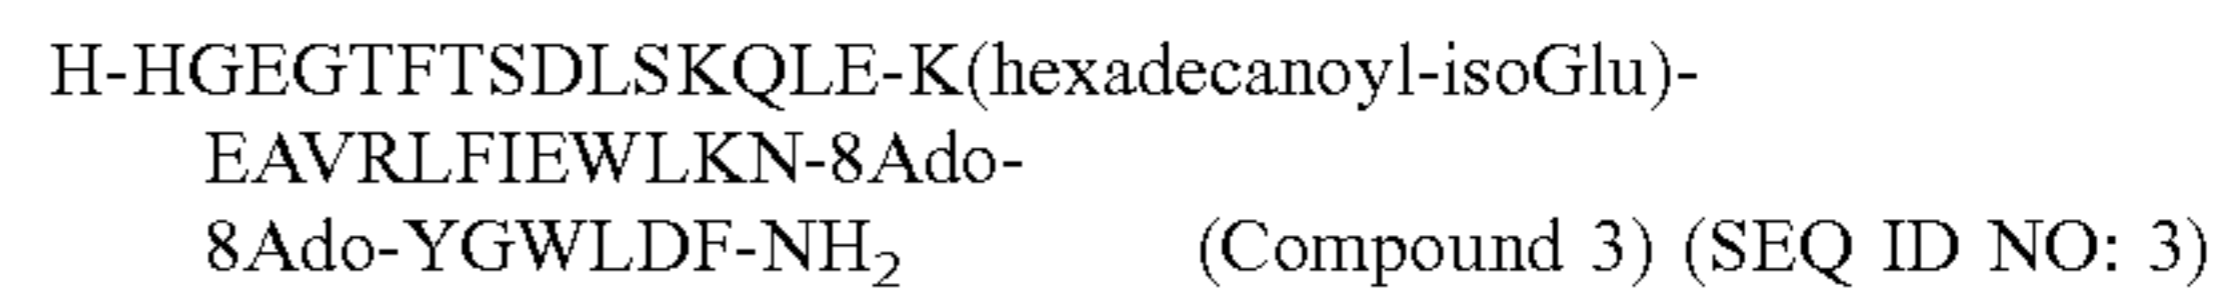 H-HGEGTFTSDLSKQLE-K(hexadecanoyl-isoGlu)-
EAVRLFIEWLKN-8Ado-
8Ado-YGWLDF-NH₂ (Compound 3) (SEQ ID NO: 3)